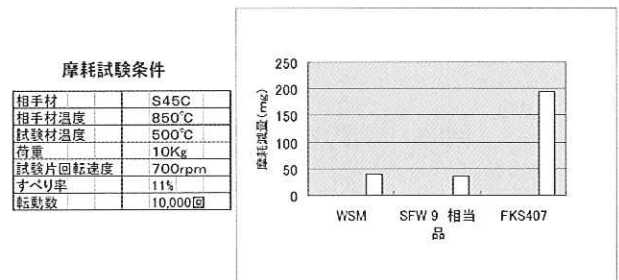 摩耗試験条件
相手材 S45C
相手材温度 850℃
試験材温度 500℃
荷重 10Kg
試験片回転速度 700rpm
すべり率 11%
転動数 10,000回
摩耗減量(mg)
250
200
150
100
50
0
WSM SFW 9 相当 FKS407
品